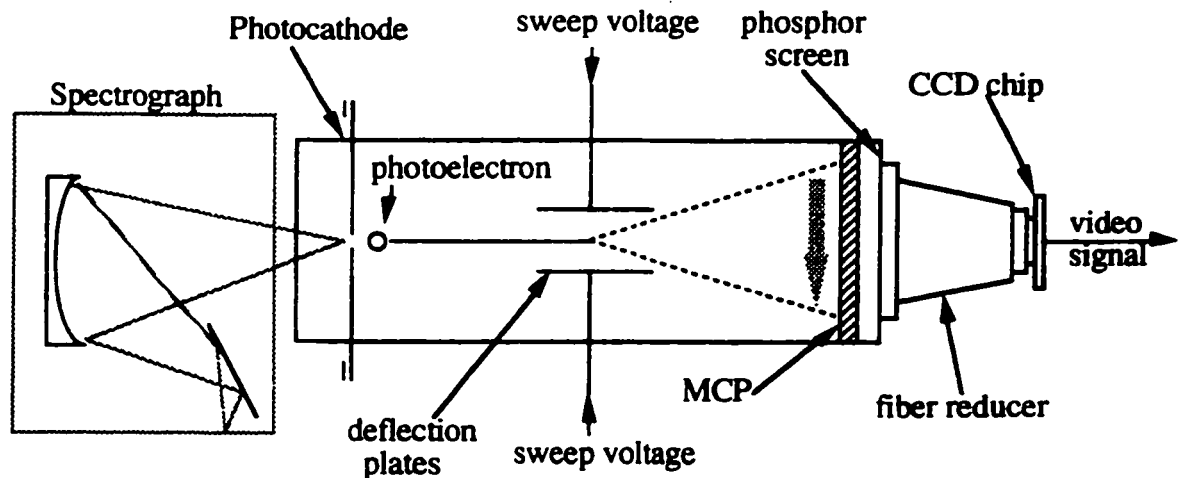 sweep voltage
phosphor
screen
Photocathode
CCD chip
Spectrograph
photoelectron
video
signal
MCP
fiber reducer
deflection
plates
sweep voltage